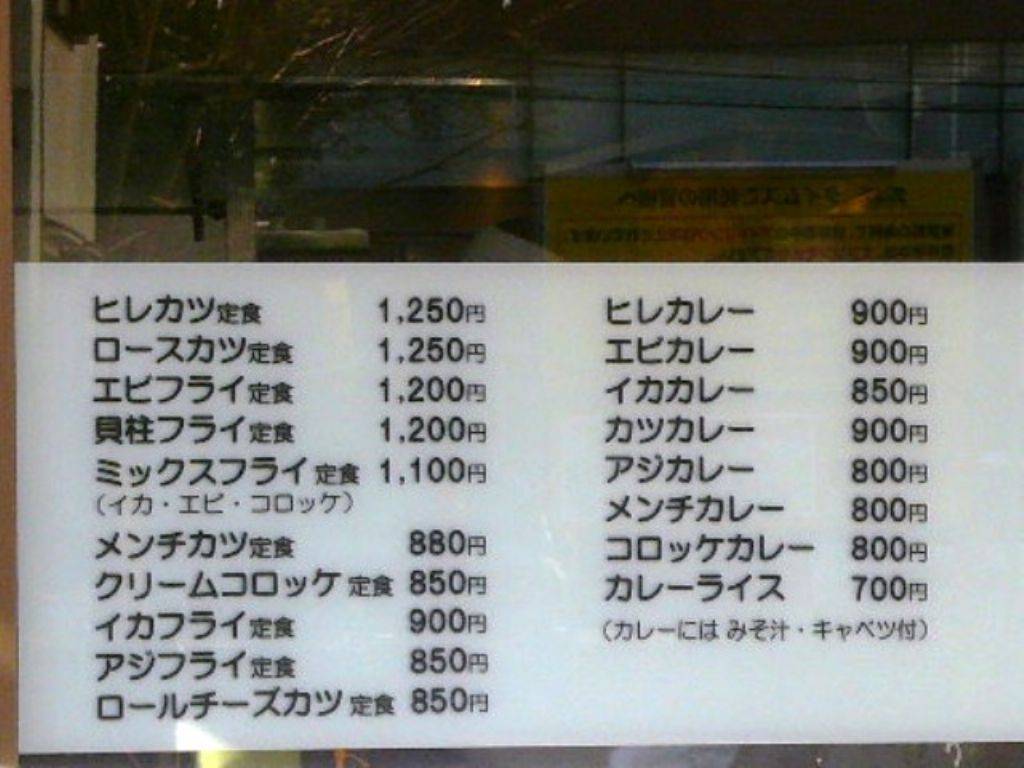 ヒレカツ定食 1,250円
ロースカツ定食 1,250円
エビフライ定食 1,200円
貝柱フライ定食 1,200円
ミックスフライ定食 1,100円
(イカ・エビ・コロッケ)
メンチカツ定食 880円
クリームコロッケ定食 850円
イカフライ定食 900円
アジフライ定食 850円
ロールチーズカツ定食 850円
ヒレカレー 900円
エビカレー 900円
イカカレー 850円
カツカレー 900円
アジカレー 800円
メンチカレー 800円
コロッケカレー 800円
カレーライス 700円
(カレーには みそ汁・キャベツ付)